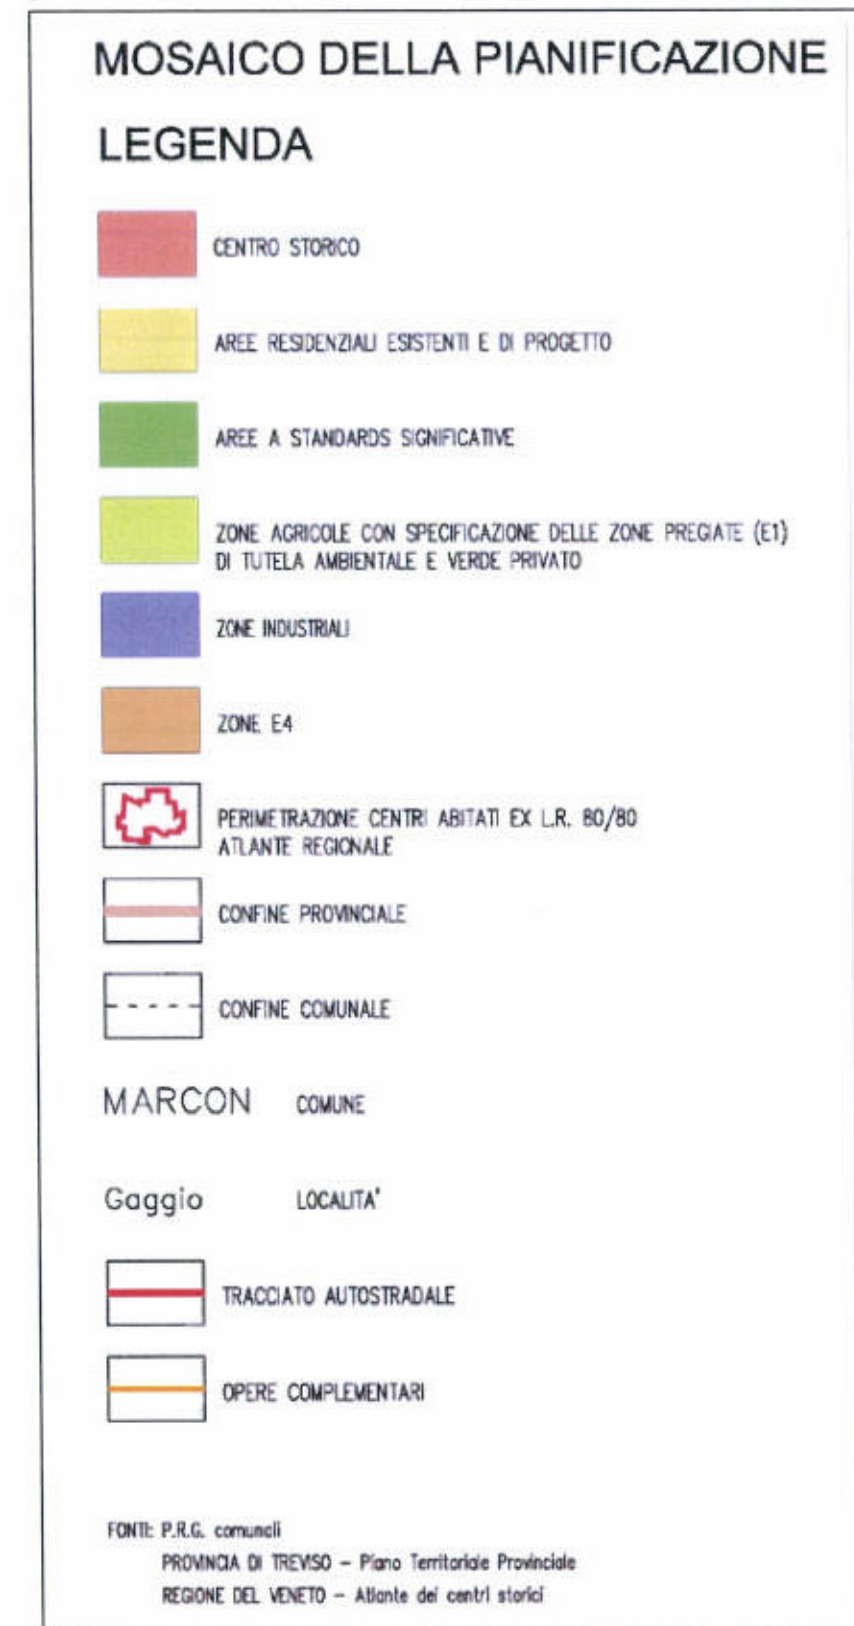 MOSAICO DELLA PIANIFICAZIONE
LEGENDA
CENTRO STORICO
AREE RESIDENZIALI ESISTENTI E DI PROGETTO
AREE A STANDARDS SIGNIFICATIVE
ZONE AGRICOLE CON SPECIFICAZIONE DELLE ZONE PREGIATE (E1)
DI TUTELA AMBIENTALE E VERDE PRIVATO
ZONE INDUSTRIALI
ZONE E4
PERIMETRAZIONE CENTRI ABITATI EX L.R. 80/80
ATLANTE REGIONALE
CONFINE PROVINCIALE
CONFINE COMUNALE
MARCON COMUNE
Gaggio LOCALITA'
TRACCIATO AUTOSTRADALE
OPERE COMPLEMENTARI
FONTI: P.R.G. comunali
PROVINCIA DI TREVISO – Piano Territoriale Provinciale
REGIONE DEL VENETO – Atlante dei centri storici